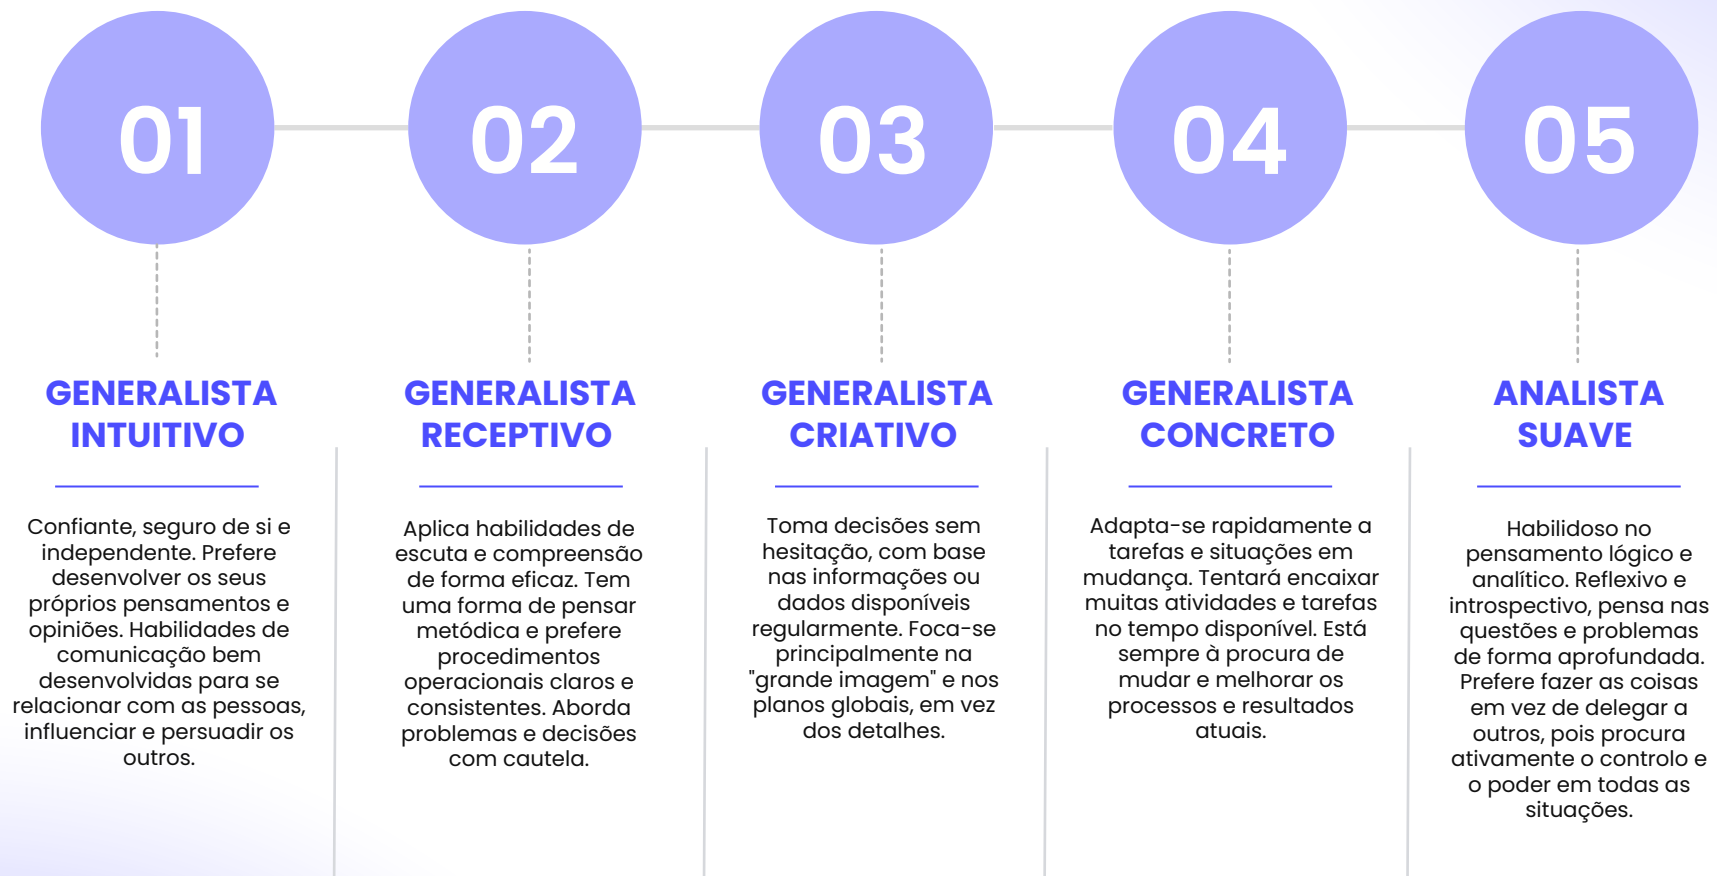 01
02
03
04
05
GENERALISTA
INTUITIVO
Confiante, seguro de si e
independente. Prefere
desenvolver os seus
próprios pensamentos e
opiniões. Habilidades de
comunicação bem
desenvolvidas para se
relacionar com as pessoas,
influenciar e persuadir os
outros.
GENERALISTA
RECEPTIVO
Aplica habilidades de
escuta e compreensão
de forma eficaz. Tem
uma forma de pensar
metódica e prefere
procedimentos
operacionais claros e
consistentes. Aborda
problemas e decisões
com cautela.
GENERALISTA
CRIATIVO
Toma decisões sem
hesitação, com base
nas informações ou
dados disponíveis
regularmente. Foca-se
principalmente na
"grande imagem" e nos
planos globais, em vez
dos detalhes.
GENERALISTA
CONCRETO
Adapta-se rapidamente a
tarefas e situações em
mudança. Tentará encaixar
muitas atividades e tarefas
no tempo disponível. Está
sempre à procura de
mudar e melhorar os
processos e resultados
atuais.
ANALISTA
SUAVE
Habilidoso no
pensamento lógico e
analítico. Reflexivo e
introspectivo, pensa nas
questões e problemas
de forma aprofundada.
Prefere fazer as coisas
em vez de delegar a
outros, pois procura
ativamente o controlo e
o poder em todas as
situações.